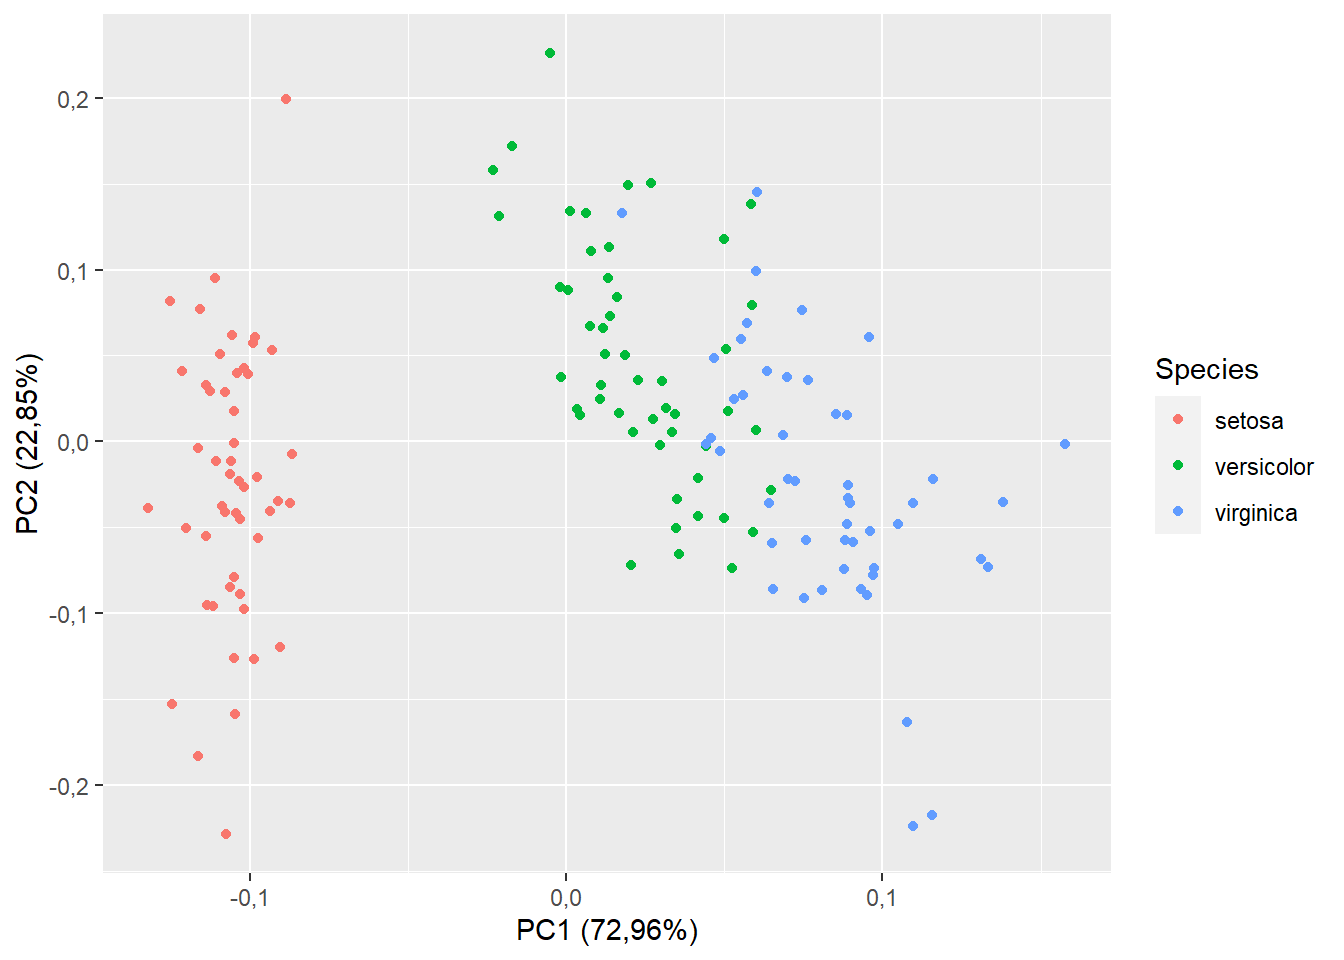 0,2
0,1
0,0
-0,1
-0,2
PC2 (22,85%)
-0,1
0,0
0,1
PC1 (72,96%)
Species
setosa
versicolor
virginica